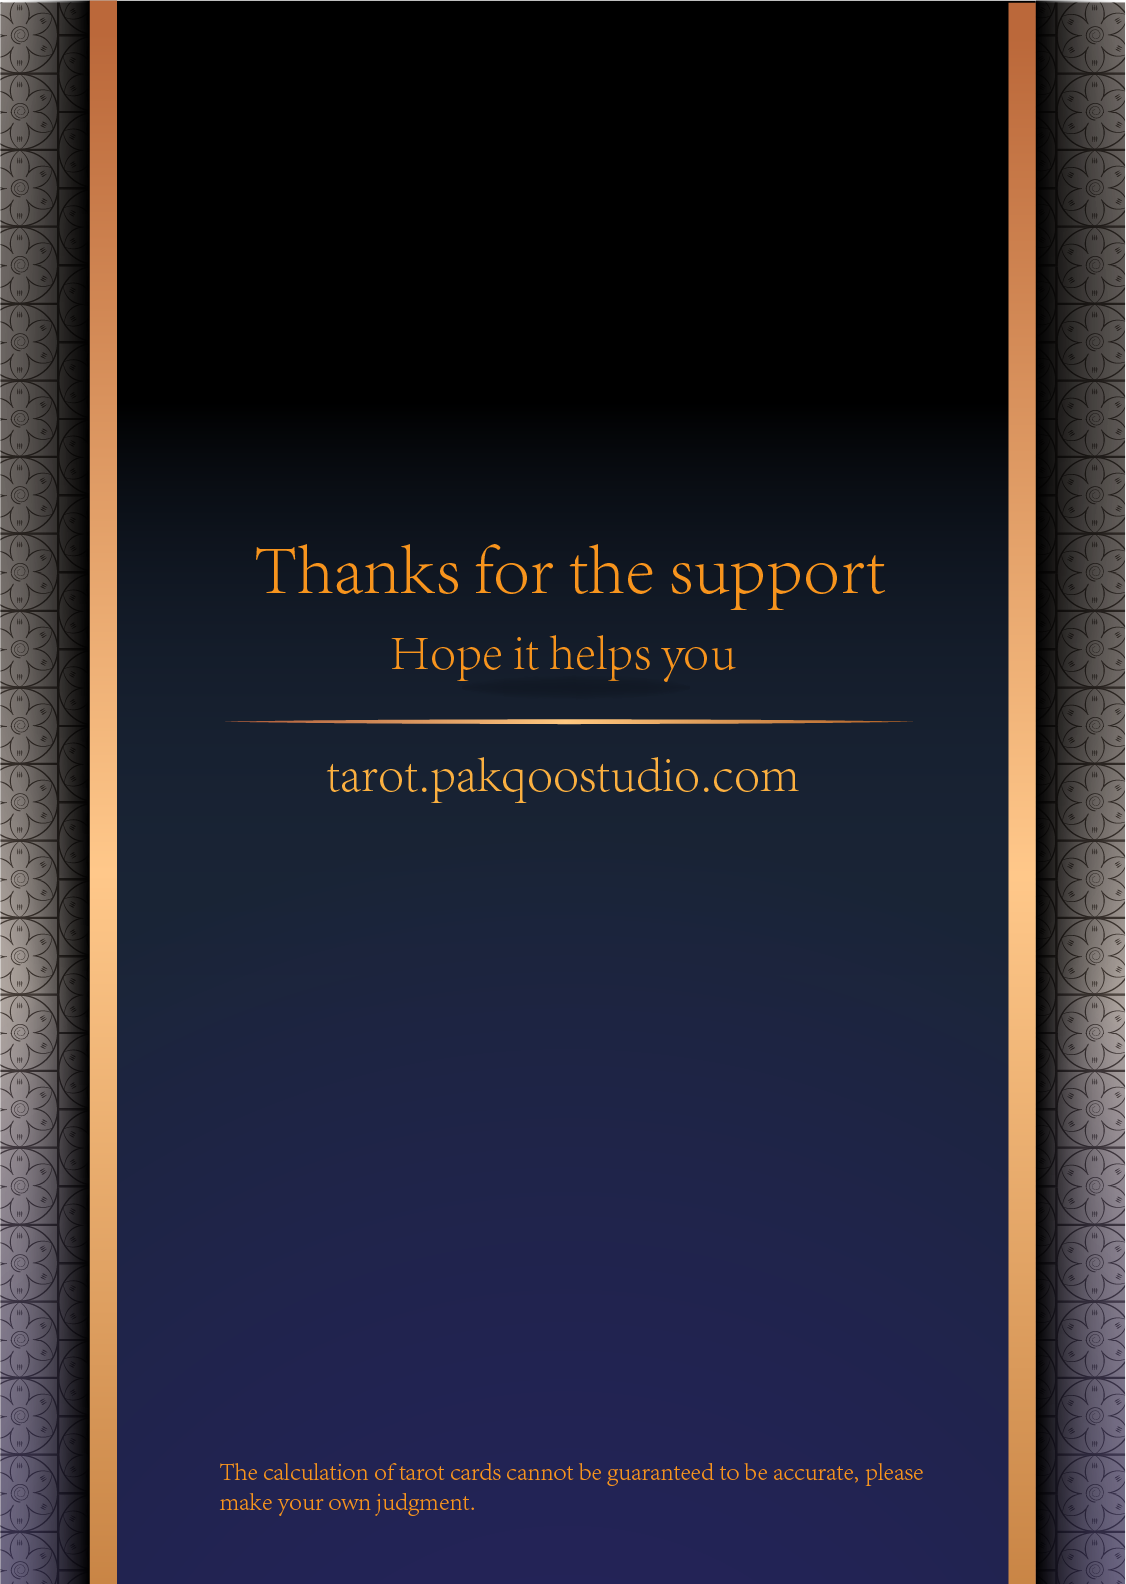 Thanks for the support
Hope it helps you
tarot.pakqoostudio.com
The calculation of tarot cards cannot be guaranteed to be accurate, please
make your own judgment.